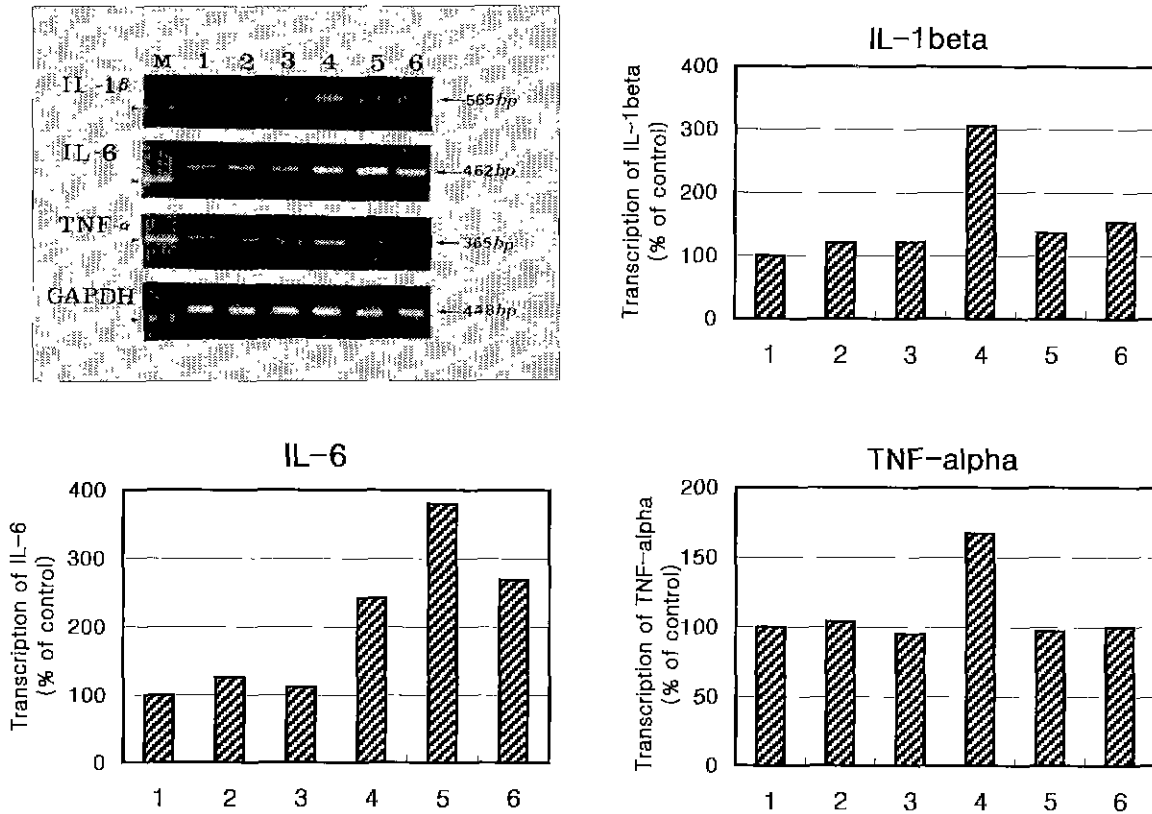 M 1 2 3 4 5 6
IL-1β
565bp
IL-6
462bp
TNF-α
365bp
GAPDH
448bp
IL-1beta
Transcription of IL-1beta
(% of control)
400
300
200
100
0
1 2 3 4 5 6
IL-6
Transcription of IL-6
(% of control)
400
300
200
100
0
1 2 3 4 5 6
TNF-alpha
Transcription of TNF-alpha
(% of control)
200
150
100
50
0
1 2 3 4 5 6